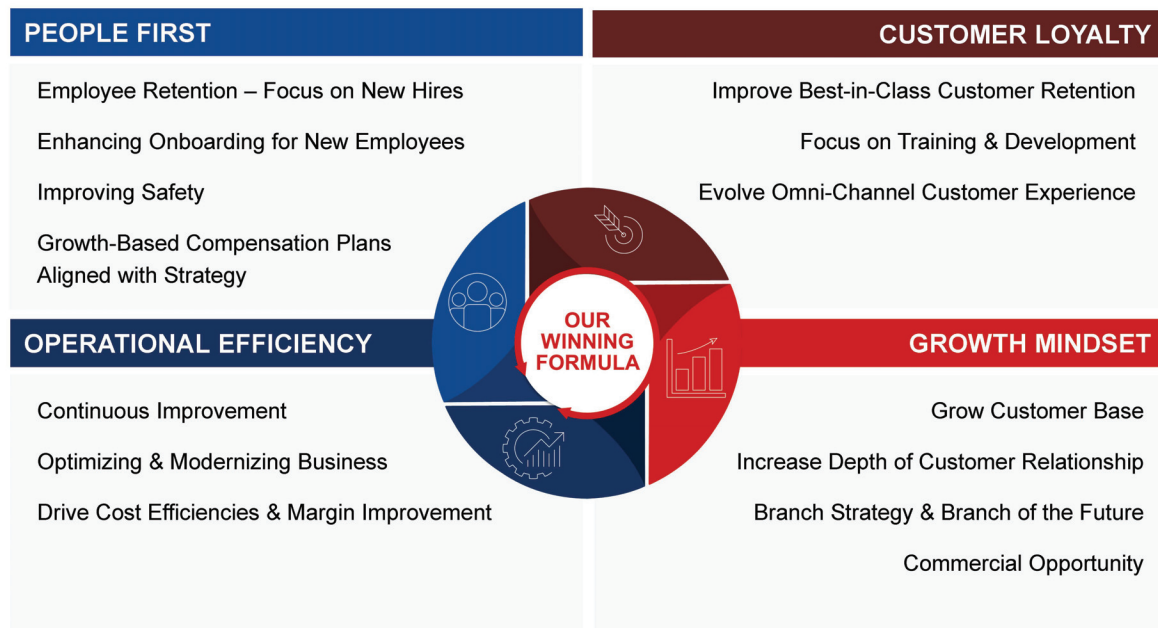 PEOPLE FIRST
Employee Retention – Focus on New Hires
Enhancing Onboarding for New Employees
Improving Safety
Growth-Based Compensation Plans
Aligned with Strategy
CUSTOMER LOYALTY
Improve Best-in-Class Customer Retention
Focus on Training & Development
Evolve Omni-Channel Customer Experience
OUR
WINNING
FORMULA
OPERATIONAL EFFICIENCY
Continuous Improvement
Optimizing & Modernizing Business
Drive Cost Efficiencies & Margin Improvement
GROWTH MINDSET
Grow Customer Base
Increase Depth of Customer Relationship
Branch Strategy & Branch of the Future
Commercial Opportunity